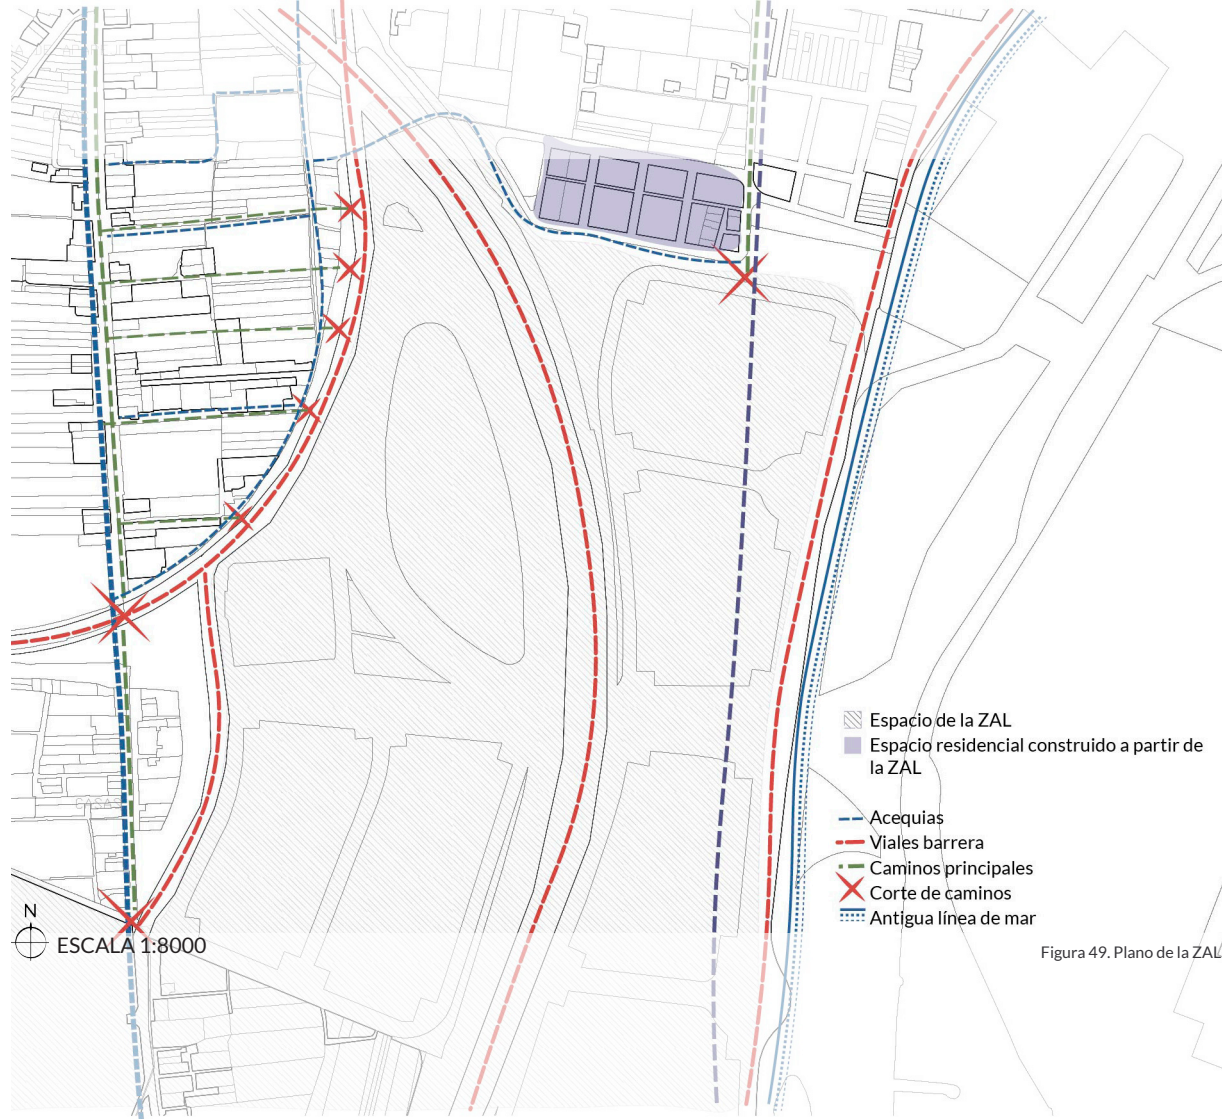 CASAS
Espacio de la ZAL
Espacio residencial construido a partir de
la ZAL
Acequias
Viales barrera
Caminos principales
Corte de caminos
Antigua línea de mar
N
ESCALA 1:8000
Figura 49. Plano de la ZAL